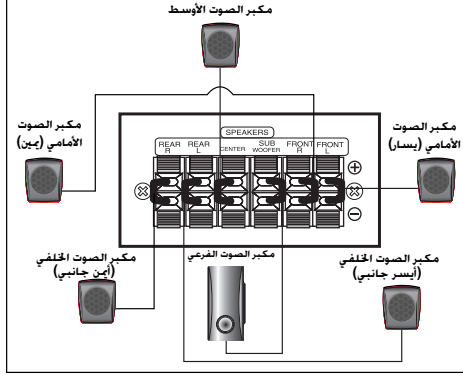 مكبر الصوت الأوسط
مكبر الصوت
الأمامي (يمين)
مكبر الصوت
الأمامي (يسار)
SPEAKERS
REAR R
REAR L
CENTER
SUB WOOFER
FRONT R
FRONT L
+
−
مكبر الصوت الخلفي
(أيمن جانبي)
مكبر الصوت الفرعي
مكبر الصوت الخلفي
(أيسر جانبي)